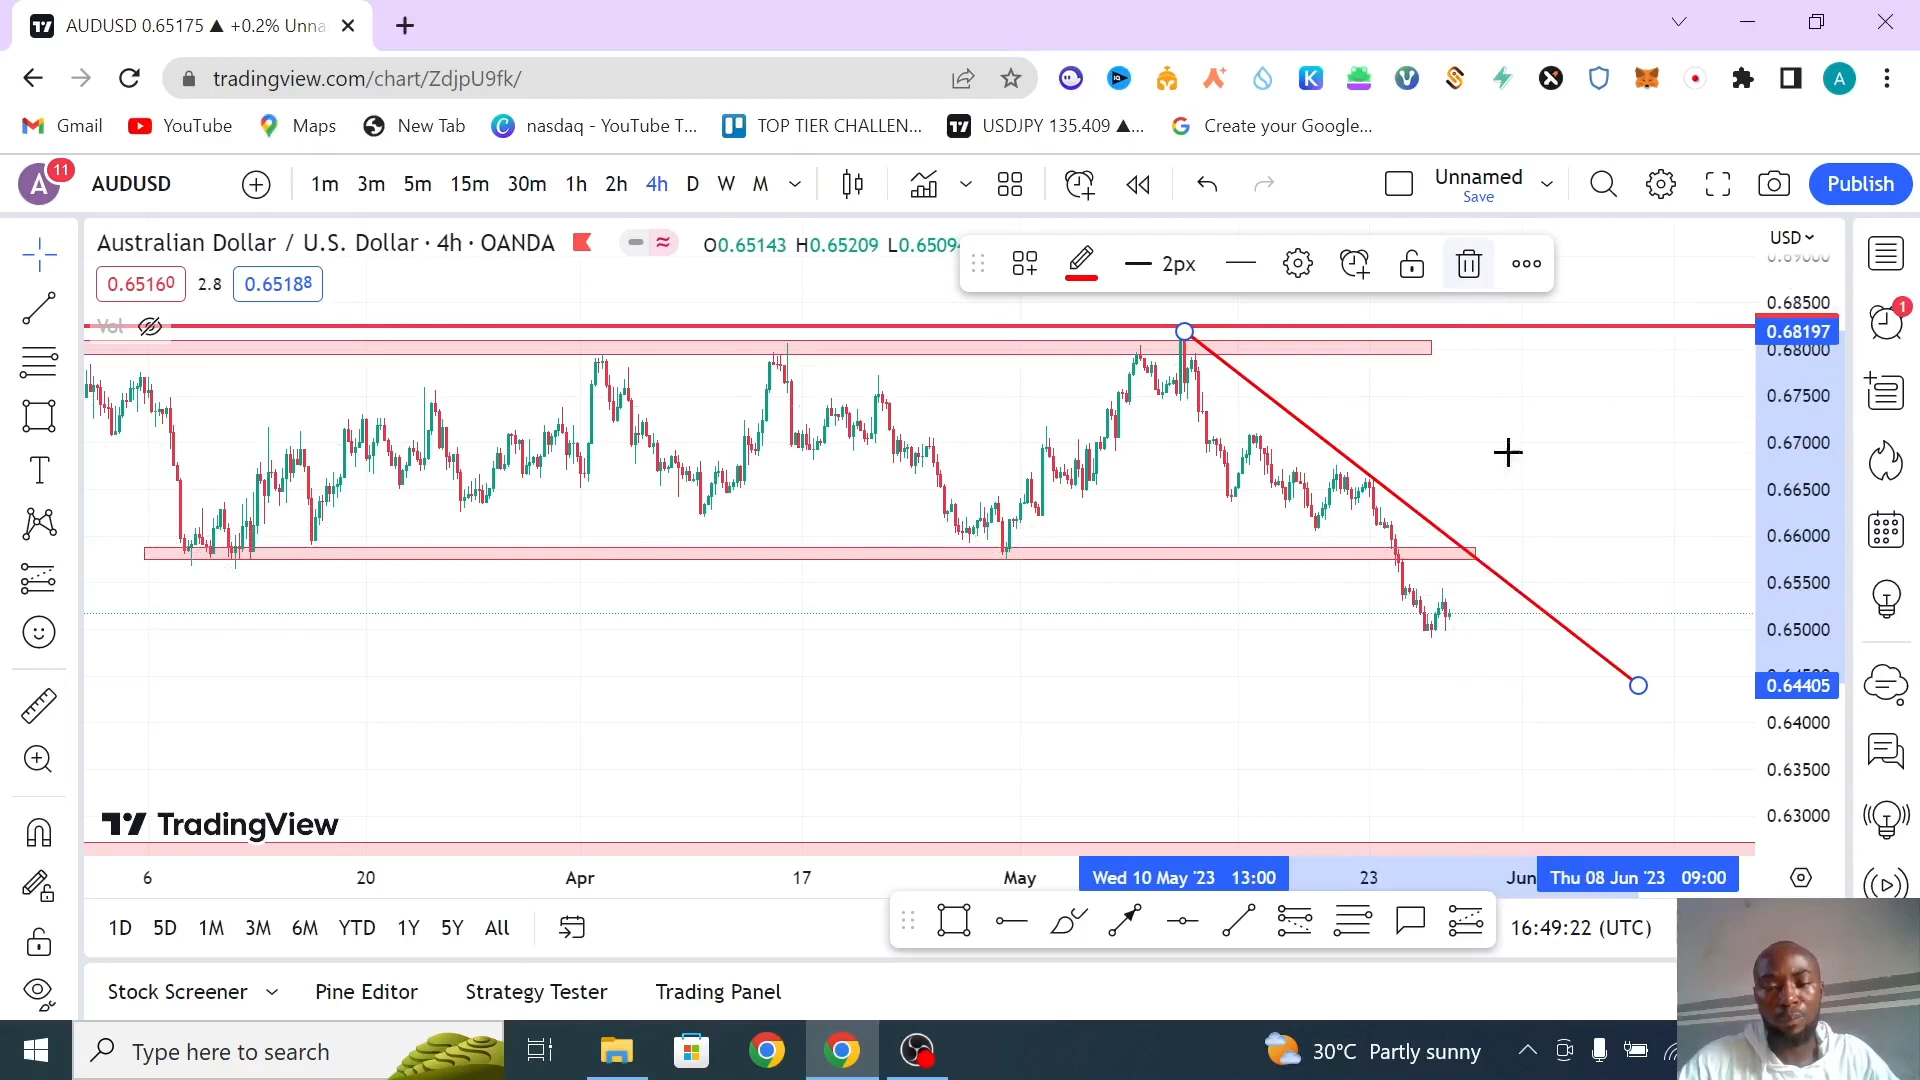 AUDUSD 0.65175 ▲ +0.2% Unna
tradingview.com/chart/ZdjpU9fk/
Gmail YouTube Maps New Tab nasdaq - YouTube T... TOP TIER CHALLEN... USDJPY 135.409 ▲... Create your Google...
A 11 AUDUSD 1m 3m 5m 15m 30m 1h 2h 4h D W M Unnamed Save Publish
Australian Dollar / U.S. Dollar · 4h · OANDA O0.65143 H0.65209 L0.6509
2px
USD
0.65160 2.8 0.65188
Vol
0.69000
0.68500
0.68197
0.68000
0.67500
0.67000
0.66500
0.66000
0.65500
0.65000
0.64405
0.64000
0.63500
0.63000
TradingView
6 20 Apr 17 May Wed 10 May '23 13:00 23 Jun Thu 08 Jun '23 09:00
1D 5D 1M 3M 6M YTD 1Y 5Y All 16:49:22 (UTC)
Stock Screener Pine Editor Strategy Tester Trading Panel
Type here to search 30°C Partly sunny